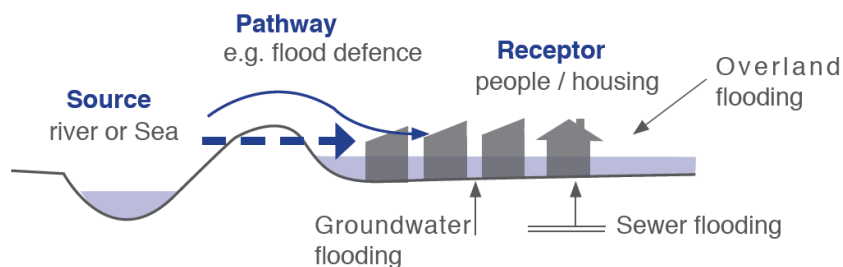 Pathway
e.g. flood defence
Source
river or Sea
Receptor
people / housing
Overland
flooding
Groundwater
flooding
Sewer flooding